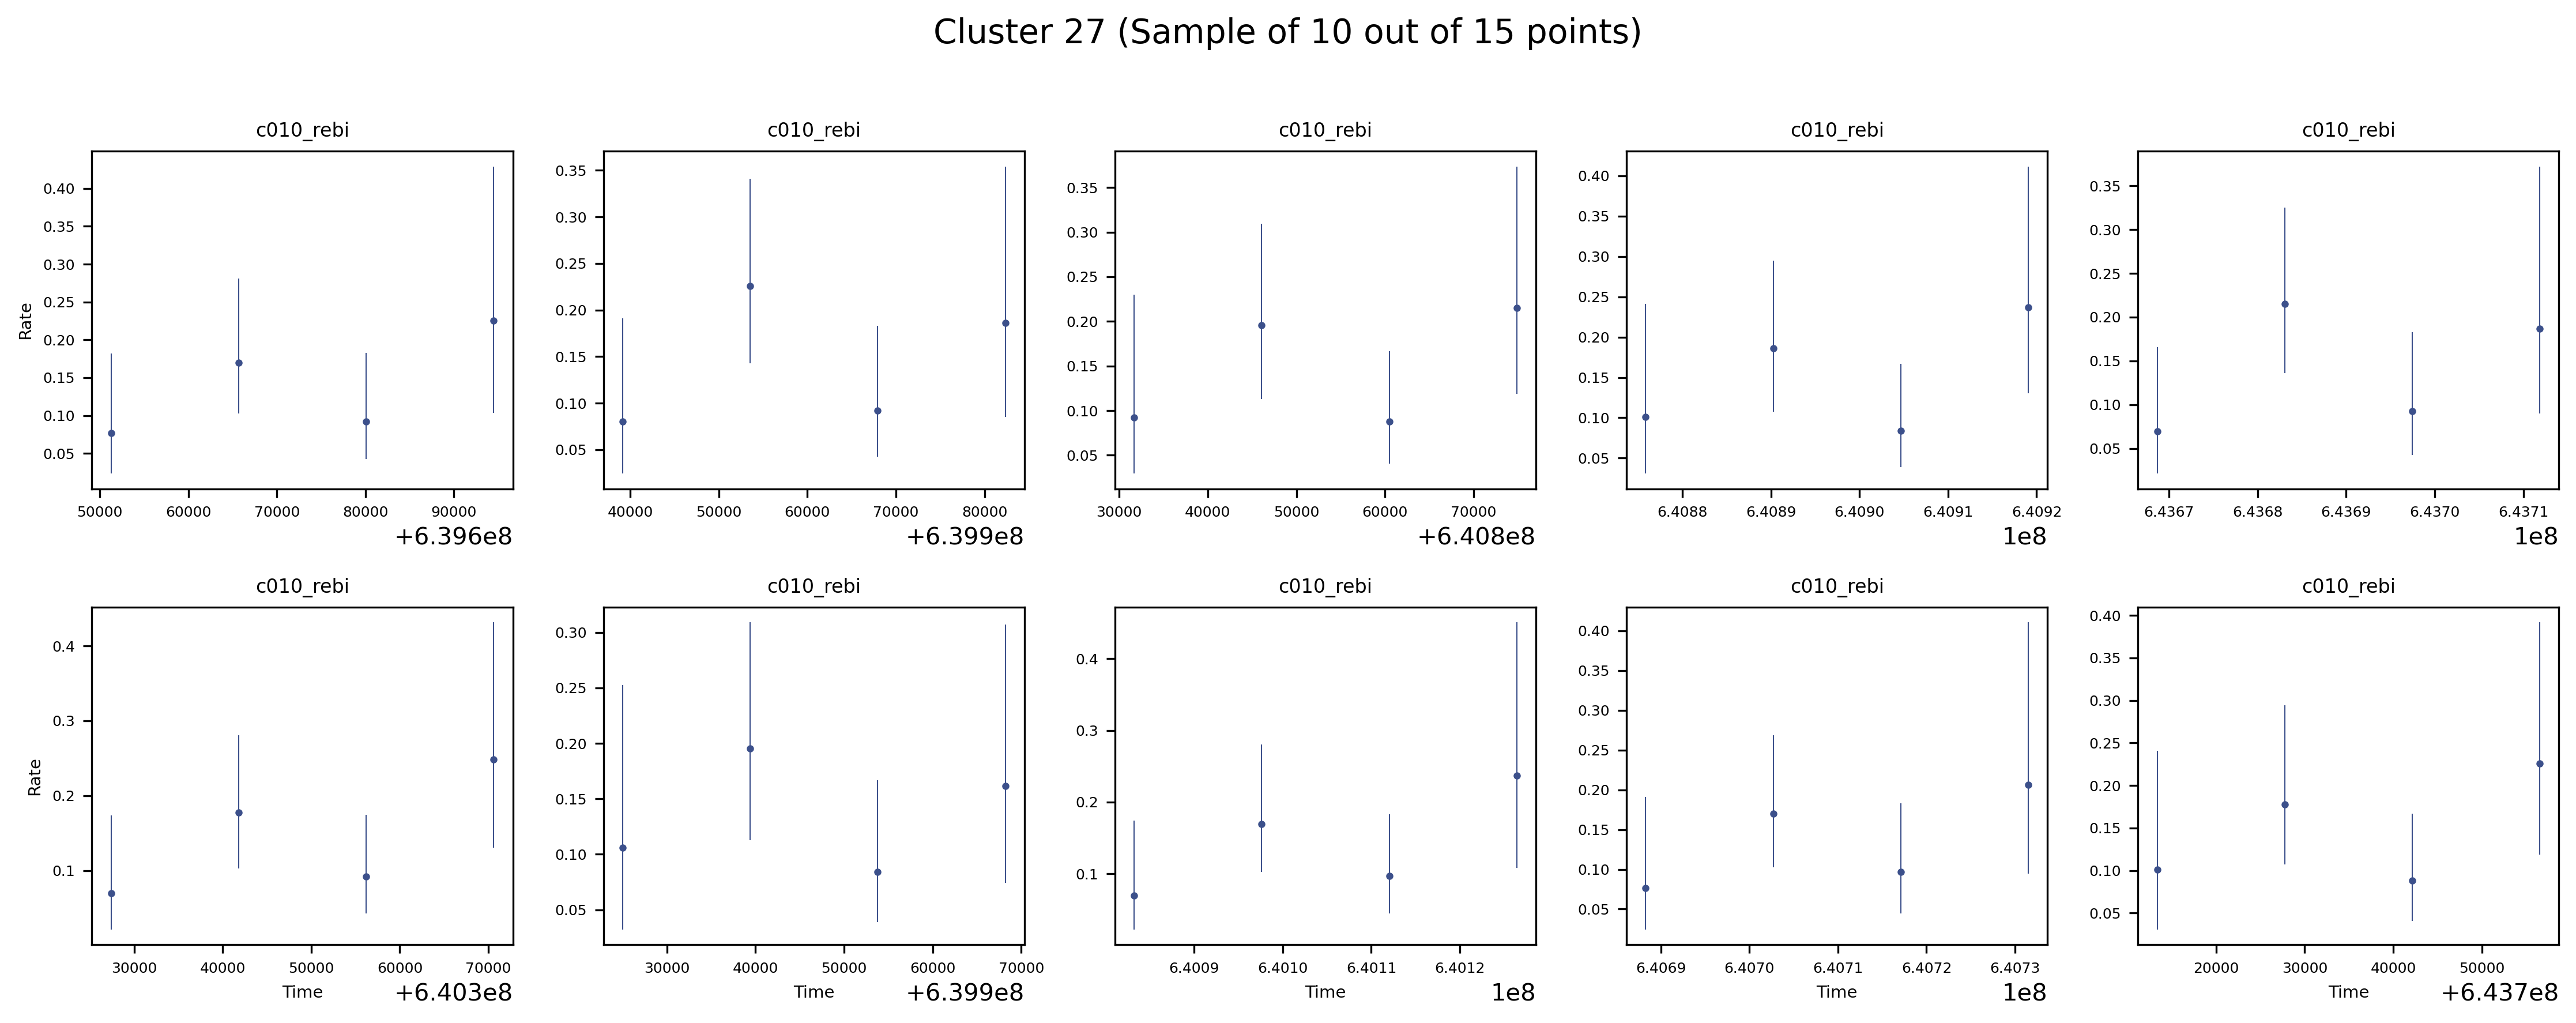 Cluster 27 (Sample of 10 out of 15 points)
c010_rebi c010_rebi c010_rebi c010_rebi c010_rebi
Rate
0.40 0.35 0.30 0.25 0.20 0.15 0.10 0.05
50000 60000 70000 80000 90000
+6.396e8
0.35 0.30 0.25 0.20 0.15 0.10 0.05
40000 50000 60000 70000 80000
+6.399e8
0.35 0.30 0.25 0.20 0.15 0.10 0.05
30000 40000 50000 60000 70000
+6.408e8
0.40 0.35 0.30 0.25 0.20 0.15 0.10 0.05
6.4088 6.4089 6.4090 6.4091 6.4092
1e8
0.35 0.30 0.25 0.20 0.15 0.10 0.05
6.4367 6.4368 6.4369 6.4370 6.4371
1e8
c010_rebi c010_rebi c010_rebi c010_rebi c010_rebi
Rate
0.4 0.3 0.2 0.1
30000 40000 50000 60000 70000
Time +6.403e8
0.30 0.25 0.20 0.15 0.10 0.05
30000 40000 50000 60000 70000
Time +6.399e8
0.4 0.3 0.2 0.1
6.4009 6.4010 6.4011 6.4012
Time 1e8
0.40 0.35 0.30 0.25 0.20 0.15 0.10 0.05
6.4069 6.4070 6.4071 6.4072 6.4073
Time 1e8
0.40 0.35 0.30 0.25 0.20 0.15 0.10 0.05
20000 30000 40000 50000
Time +6.437e8